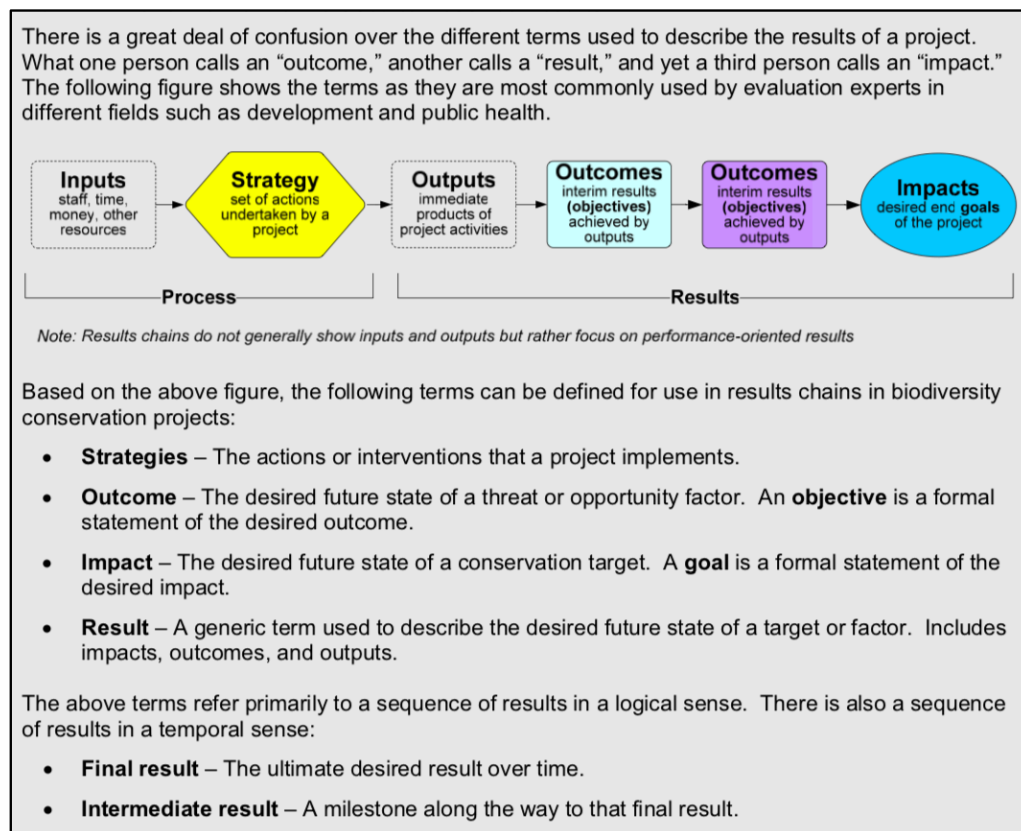 There is a great deal of confusion over the different terms used to describe the results of a project.
What one person calls an “outcome,” another calls a “result,” and yet a third person calls an “impact.”
The following figure shows the terms as they are most commonly used by evaluation experts in
different fields such as development and public health.
Inputs
staff, time,
money, other
resources
Strategy
set of actions
undertaken by a
project
Outputs
immediate
products of
project activities
Outcomes
interim results
(objectives)
achieved by
outputs
Outcomes
interim results
(objectives)
achieved by
outputs
Impacts
desired end goals
of the project
Process
Results
Note: Results chains do not generally show inputs and outputs but rather focus on performance-oriented results
Based on the above figure, the following terms can be defined for use in results chains in biodiversity
conservation projects:
• Strategies – The actions or interventions that a project implements.
• Outcome – The desired future state of a threat or opportunity factor. An objective is a formal
statement of the desired outcome.
• Impact – The desired future state of a conservation target. A goal is a formal statement of the
desired impact.
• Result – A generic term used to describe the desired future state of a target or factor. Includes
impacts, outcomes, and outputs.
The above terms refer primarily to a sequence of results in a logical sense. There is also a sequence
of results in a temporal sense:
• Final result – The ultimate desired result over time.
• Intermediate result – A milestone along the way to that final result.